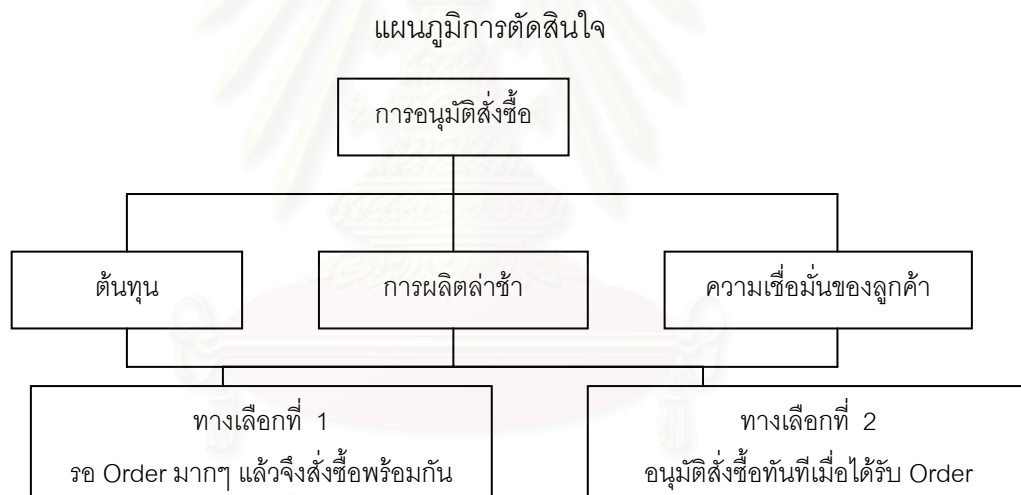 แผนภูมิการตัดสินใจ
การอนุมัติสั่งซื้อ
ต้นทุน
การผลิตล่าช้า
ความเชื่อมั่นของลูกค้า
ทางเลือกที่ 1
รอ Order มากๆ แล้วจึงสั่งซื้อพร้อมกัน
ทางเลือกที่ 2
อนุมัติสั่งซื้อทันทีเมื่อได้รับ Order